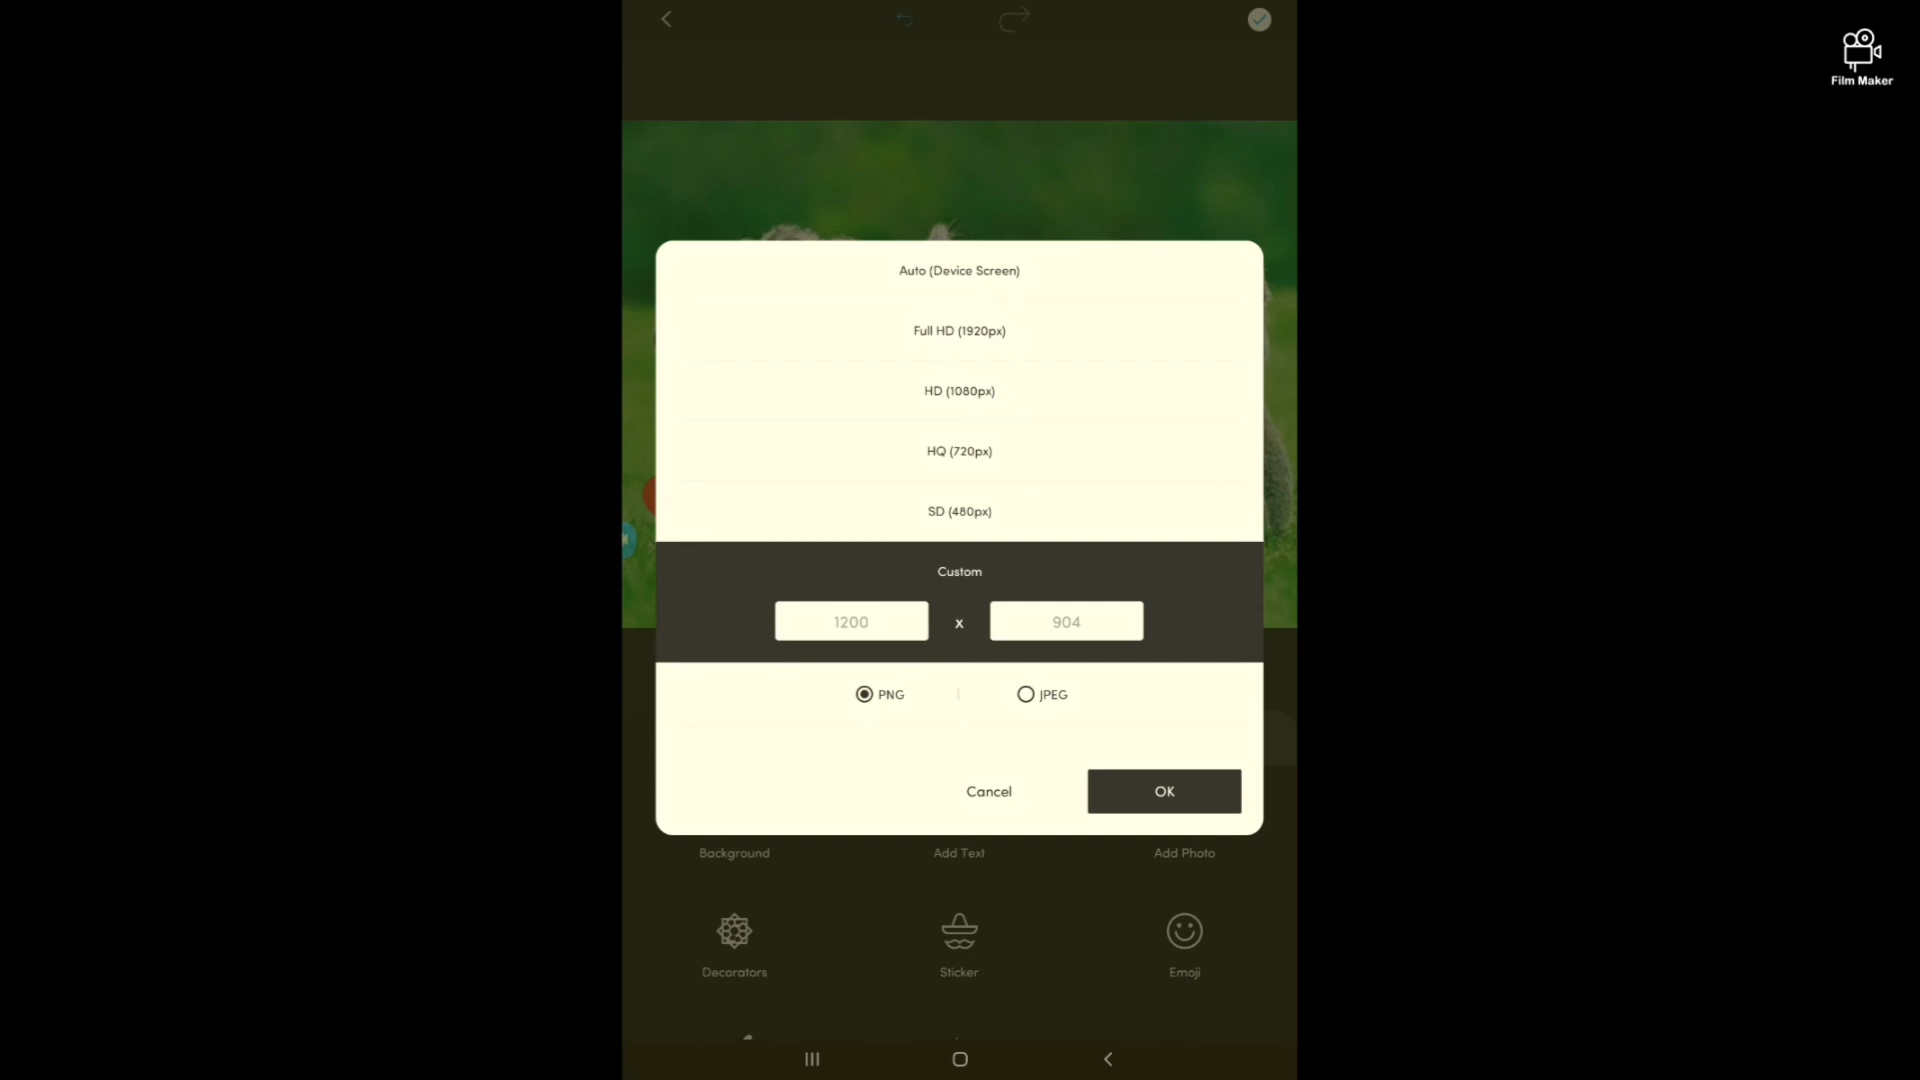 Film Maker
Auto (Device Screen)
Full HD (1920px)
HD (1080px)
HQ (720px)
SD (480px)
Custom
1200 x 904
PNG | JPEG
Cancel OK
Background Add Text Add Photo
Decorators Sticker Emoji